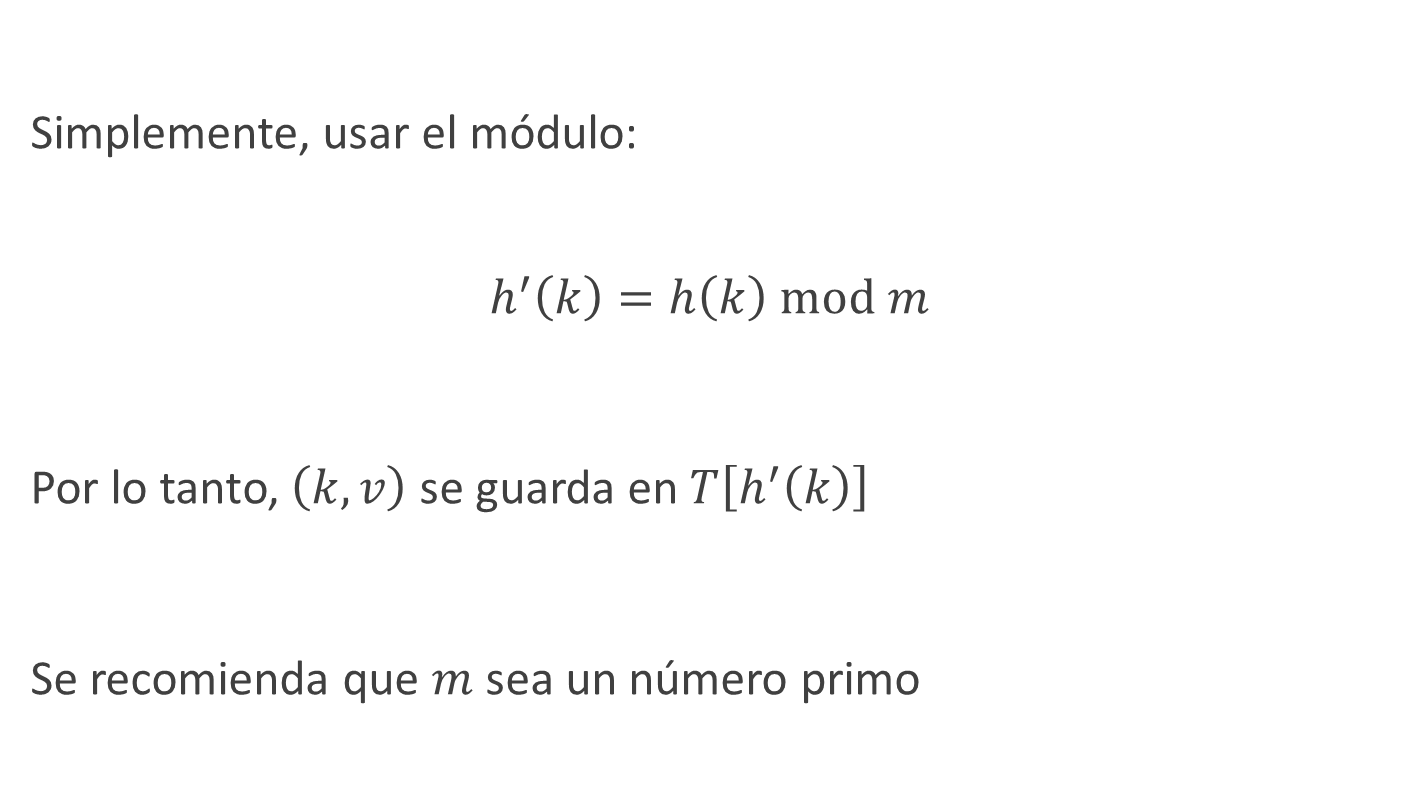 Simplemente, usar el módulo:
ℎ′(𝑘) = ℎ(𝑘) mod 𝑚
Por lo tanto, (𝑘, 𝑣) se guarda en 𝑇[ℎ′(𝑘)]
Se recomienda que 𝑚 sea un número primo